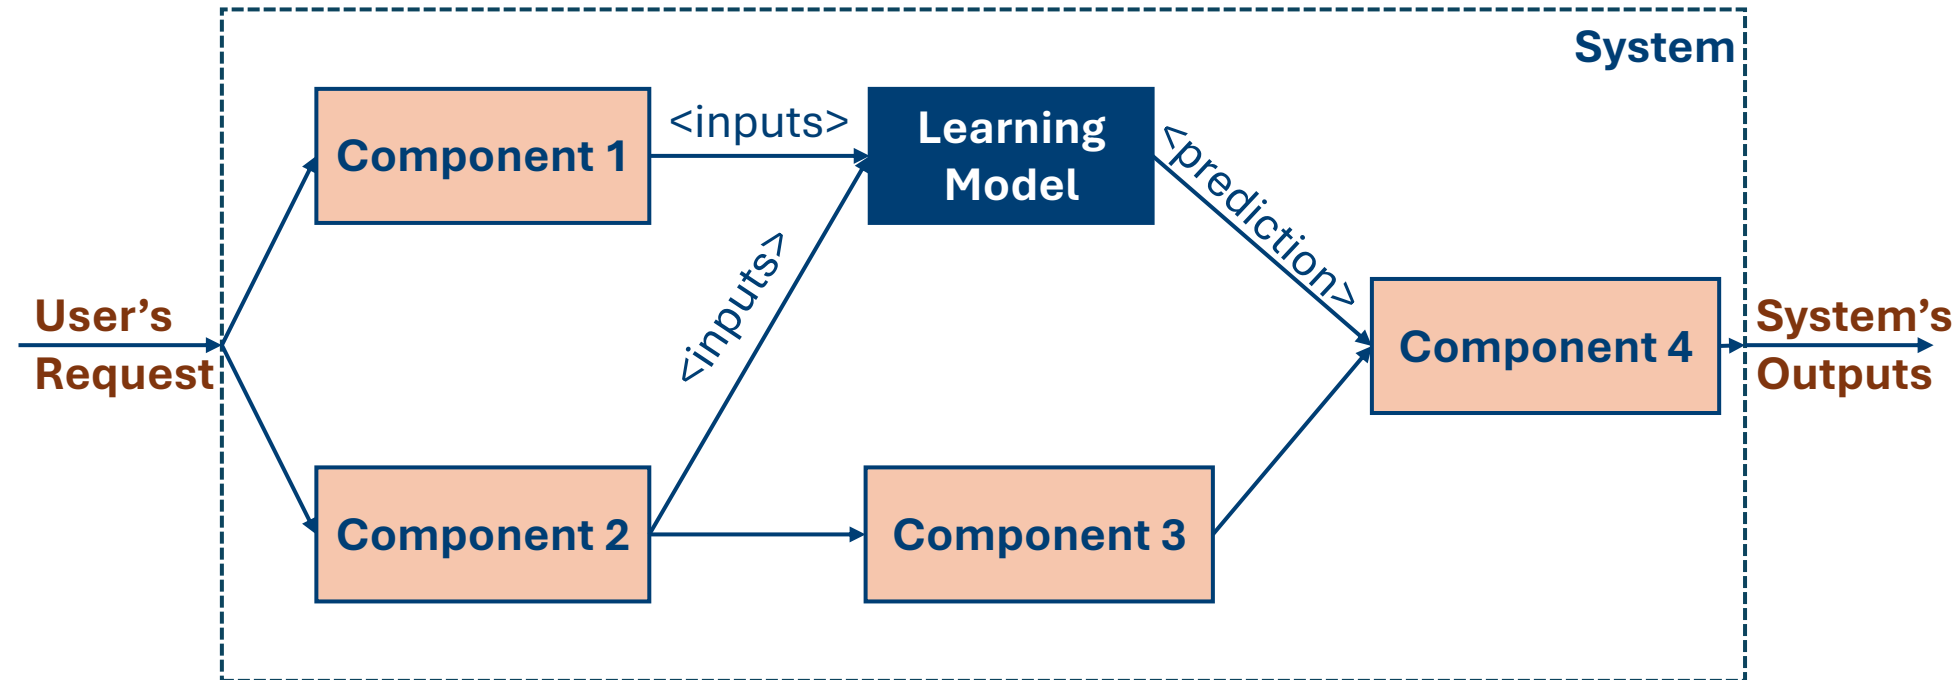 System
Component 1
<inputs>
Learning
Model
<prediction>
<inputs>
User's
Request
Component 4
System's
Outputs
Component 2
Component 3